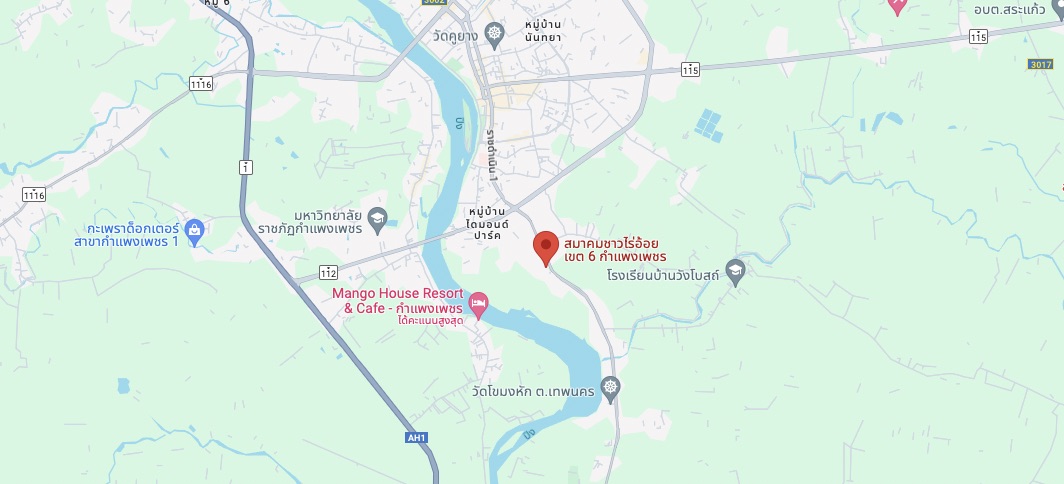 หมู่ 6
3002
อบต.สระแก้ว
หมู่บ้าน
นันทยา
วัดคูยาง
115
3017
115
1116
ปิง
ราชดำเนิน 1
1
1116
หมู่บ้าน
ไดมอนด์
ปาร์ค
มหาวิทยาลัย
ราชภัฏกำแพงเพชร
กะเพราด็อกเตอร์
สาขากำแพงเพชร 1
สมาคมชาวไร่อ้อย
เขต 6 กำแพงเพชร
112
โรงเรียนบ้านวังโบสถ์
Mango House Resort
& Cafe - กำแพงเพชร
ได้คะแนนสูงสุด
วัดโขมงหัก ต.เทพนคร
AH1
ปิง